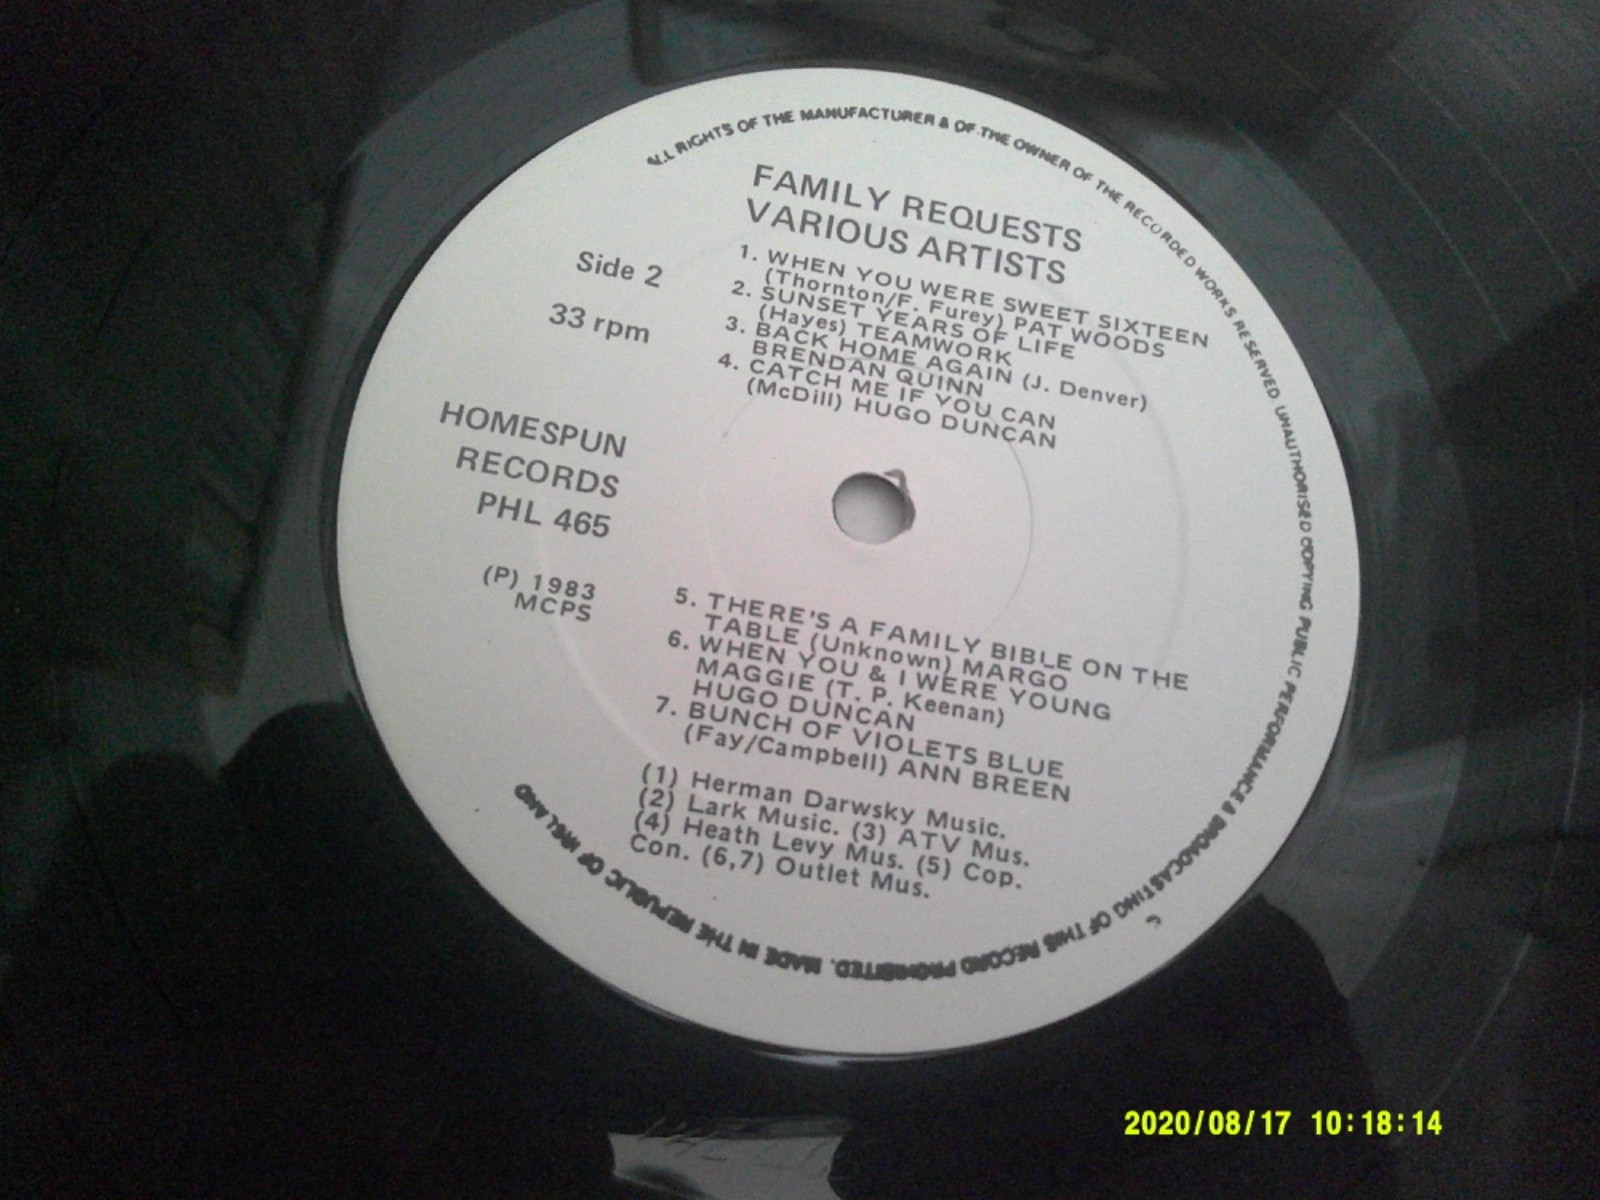 ALL RIGHTS OF THE MANUFACTURER & OF THE OWNER OF THE RECORDED WORKS RESERVED. UNAUTHORISED COPYING PUBLIC PERFORMANCE & BROADCASTING OF THIS RECORD PROHIBITED. MADE IN THE REPUBLIC OF IRELAND
FAMILY REQUESTS
VARIOUS ARTISTS
Side 2
33 rpm
HOMESPUN
RECORDS
PHL 465
(P) 1983
MCPS
1. WHEN YOU WERE SWEET SIXTEEN
(Thornton/F. Furey) PAT WOODS
2. SUNSET YEARS OF LIFE
(Hayes) TEAMWORK
3. BACK HOME AGAIN (J. Denver)
BRENDAN QUINN
4. CATCH ME IF YOU CAN
(McDill) HUGO DUNCAN
5. THERE'S A FAMILY BIBLE ON THE
TABLE (Unknown) MARGO
6. WHEN YOU & I WERE YOUNG
MAGGIE (T. P. Keenan)
HUGO DUNCAN
7. BUNCH OF VIOLETS BLUE
(Fay/Campbell) ANN BREEN
(1) Herman Darwsky Music.
(2) Lark Music. (3) ATV Mus.
(4) Heath Levy Mus. (5) Cop.
Con. (6,7) Outlet Mus.
2020/08/17 10:18:14